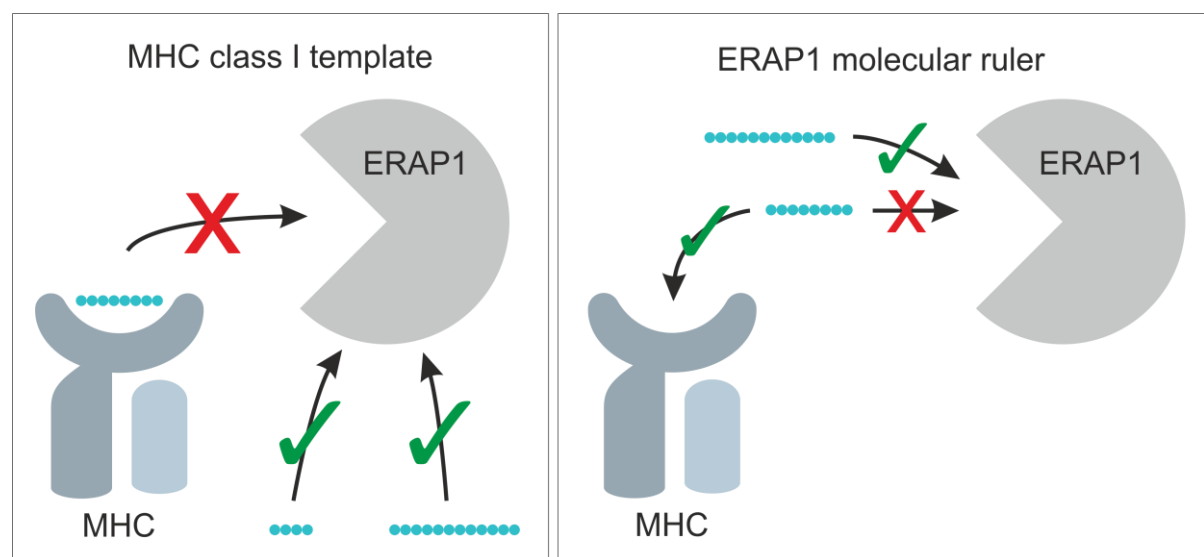 MHC class I template
ERAP1
MHC
ERAP1 molecular ruler
ERAP1
MHC